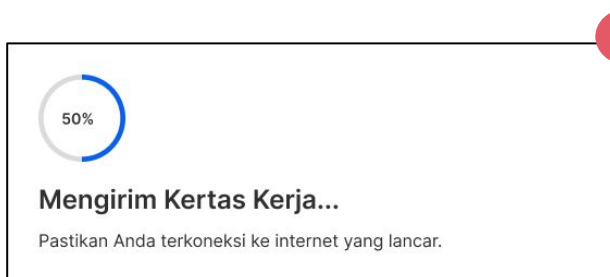 50%
Mengirim Kertas Kerja...
Pastikan Anda terkoneksi ke internet yang lancar.